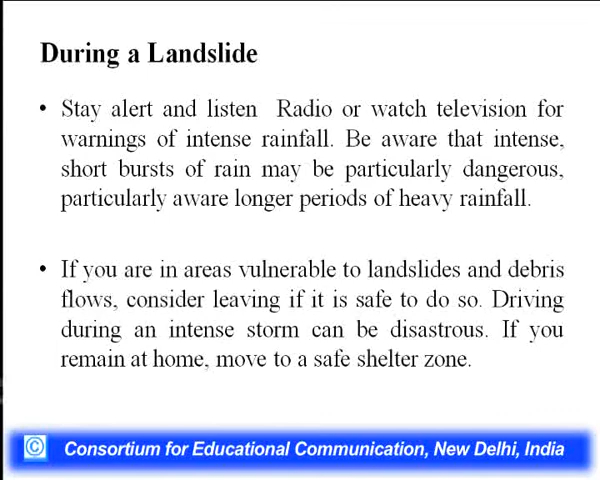 During a Landslide
• Stay alert and listen Radio or watch television for
warnings of intense rainfall. Be aware that intense,
short bursts of rain may be particularly dangerous,
particularly aware longer periods of heavy rainfall.
• If you are in areas vulnerable to landslides and debris
flows, consider leaving if it is safe to do so. Driving
during an intense storm can be disastrous. If you
remain at home, move to a safe shelter zone.
© Consortium for Educational Communication, New Delhi, India